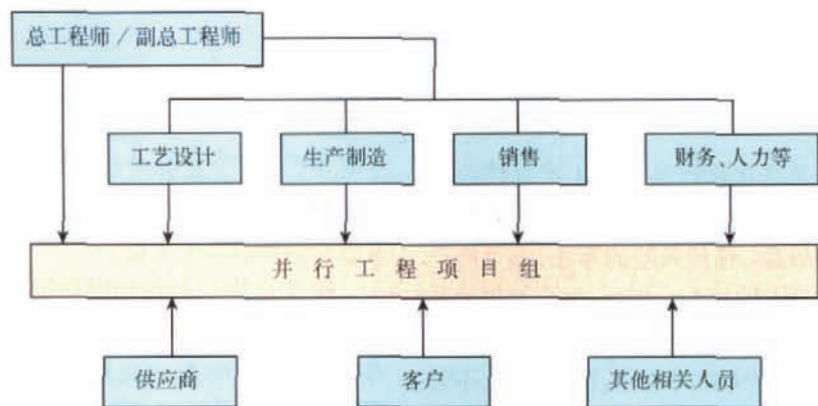 总工程师/副总工程师
工艺设计
生产制造
销售
财务、人力等
并行工程项目组
供应商
客户
其他相关人员